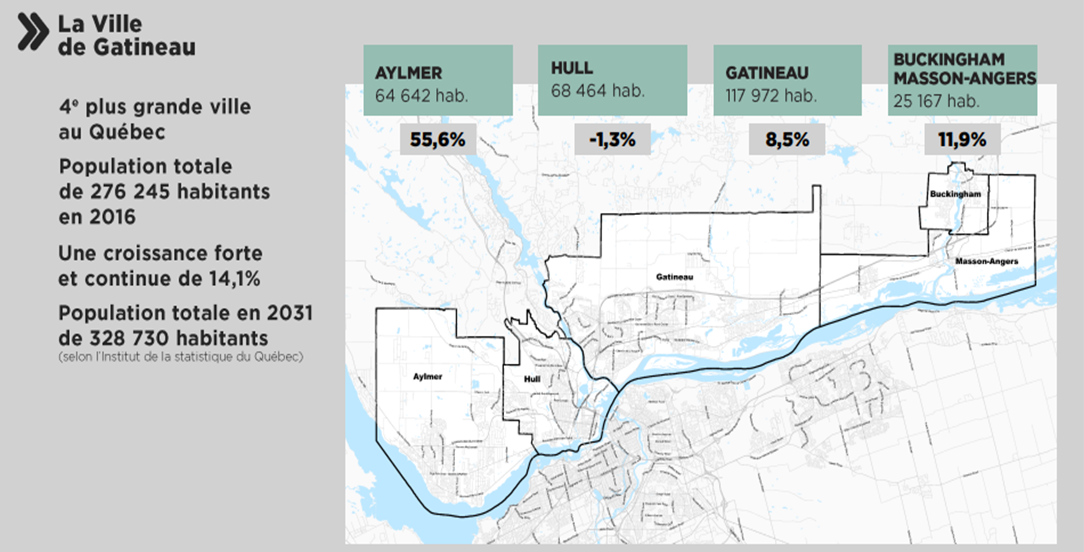 La Ville
de Gatineau
4e plus grande ville
au Québec
Population totale
de 276 245 habitants
en 2016
Une croissance forte
et continue de 14,1%
Population totale en 2031
de 328 730 habitants
(selon l'Institut de la statistique du Québec)
AYLMER
64 642 hab.
55,6%
HULL
68 464 hab.
-1,3%
GATINEAU
117 972 hab.
8,5%
BUCKINGHAM
MASSON-ANGERS
25 167 hab.
11,9%
Buckingham
Masson-Angers
Gatineau
Aylmer
Hull